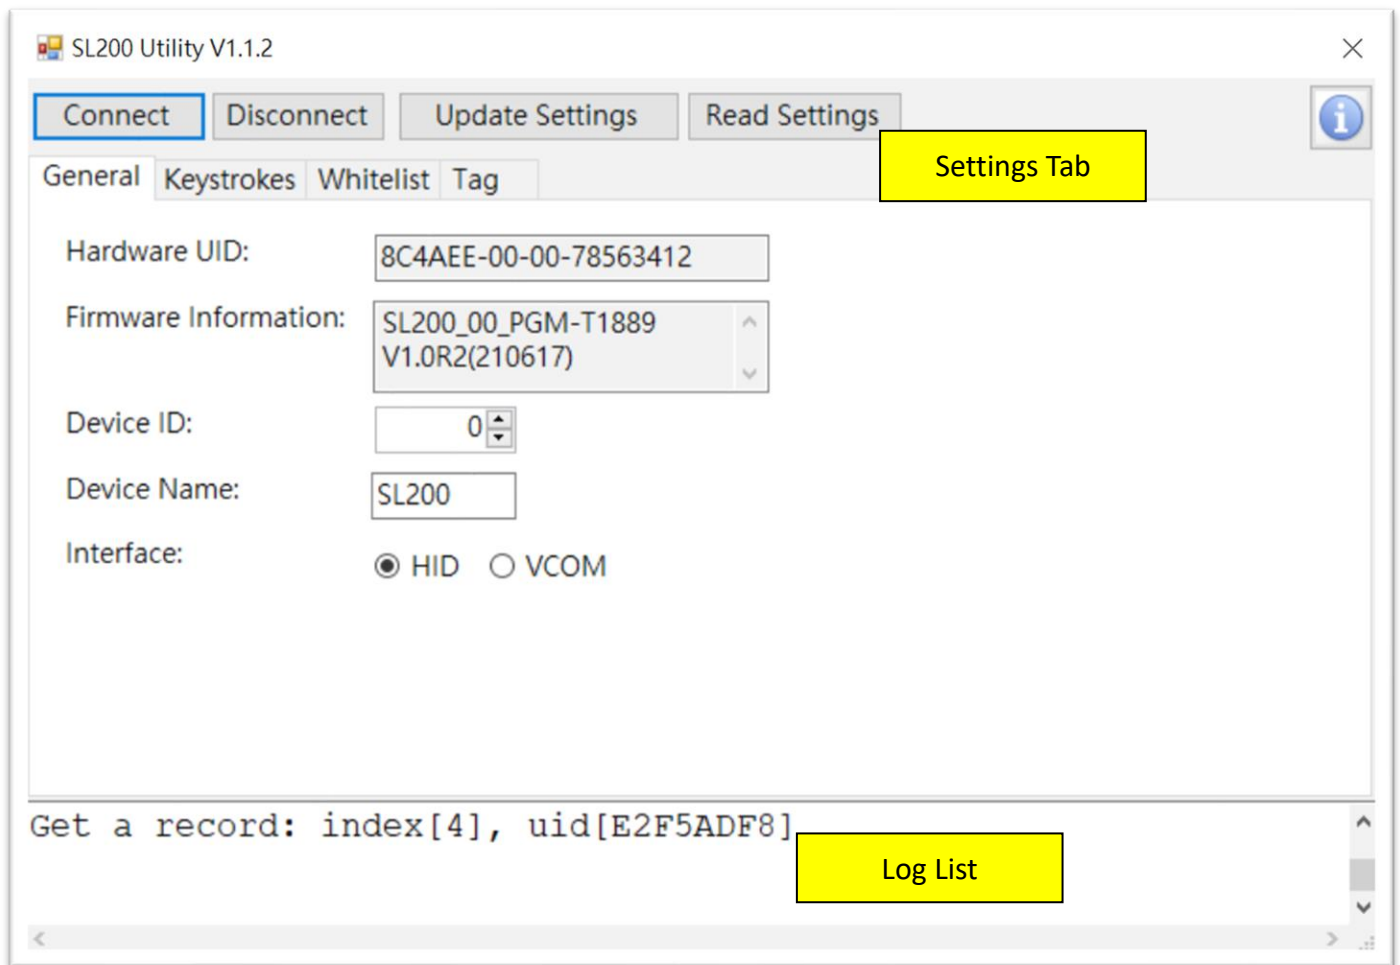 SL200 Utility V1.1.2
Connect Disconnect Update Settings Read Settings
Settings Tab
General Keystrokes Whitelist Tag
Hardware UID: 8C4AEE-00-00-78563412
Firmware Information: SL200_00_PGM-T1889
V1.0R2(210617)
Device ID: 0
Device Name: SL200
Interface: HID VCOM
Get a record: index[4], uid[E2F5ADF8]
Log List